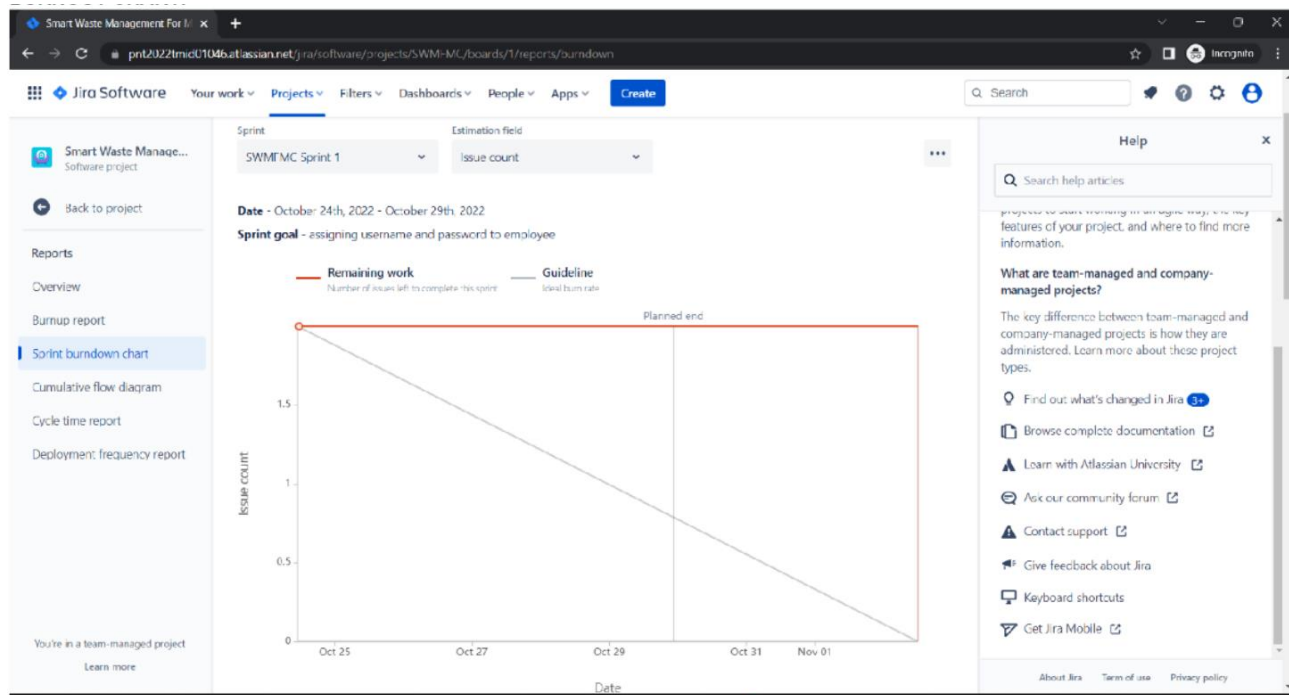 Smart Waste Management For M × +
pnt2022tmid01046.atlassian.net/jira/software/projects/SWMFMC/boards/1/reports/burndown
Incognito
Jira Software Your work Projects Filters Dashboards People Apps Create
Search
Smart Waste Manage...
Software project
Back to project
Reports
Overview
Burnup report
Sprint burndown chart
Cumulative flow diagram
Cycle time report
Deployment frequency report
You're in a team-managed project
Learn more
Sprint Estimation field
SWMFMC Sprint 1 Issue count
Date - October 24th, 2022 - October 29th, 2022
Sprint goal - assigning username and password to employee
Remaining work Guideline
Number of issues left to complete this sprint Ideal burn rate
Planned end
1.5
1
0.5
0
Issue count
Oct 25 Oct 27 Oct 29 Oct 31 Nov 01
Date
Help ×
Search help articles
projects to start working in an agile way, the key
features of your project, and where to find more
information.
What are team-managed and company-
managed projects?
The key difference between team-managed and
company-managed projects is how they are
administered. Learn more about these project
types.
Find out what's changed in Jira 3+
Browse complete documentation
Learn with Atlassian University
Ask our community forum
Contact support
Give feedback about Jira
Keyboard shortcuts
Get Jira Mobile
About Jira Term of use Privacy policy